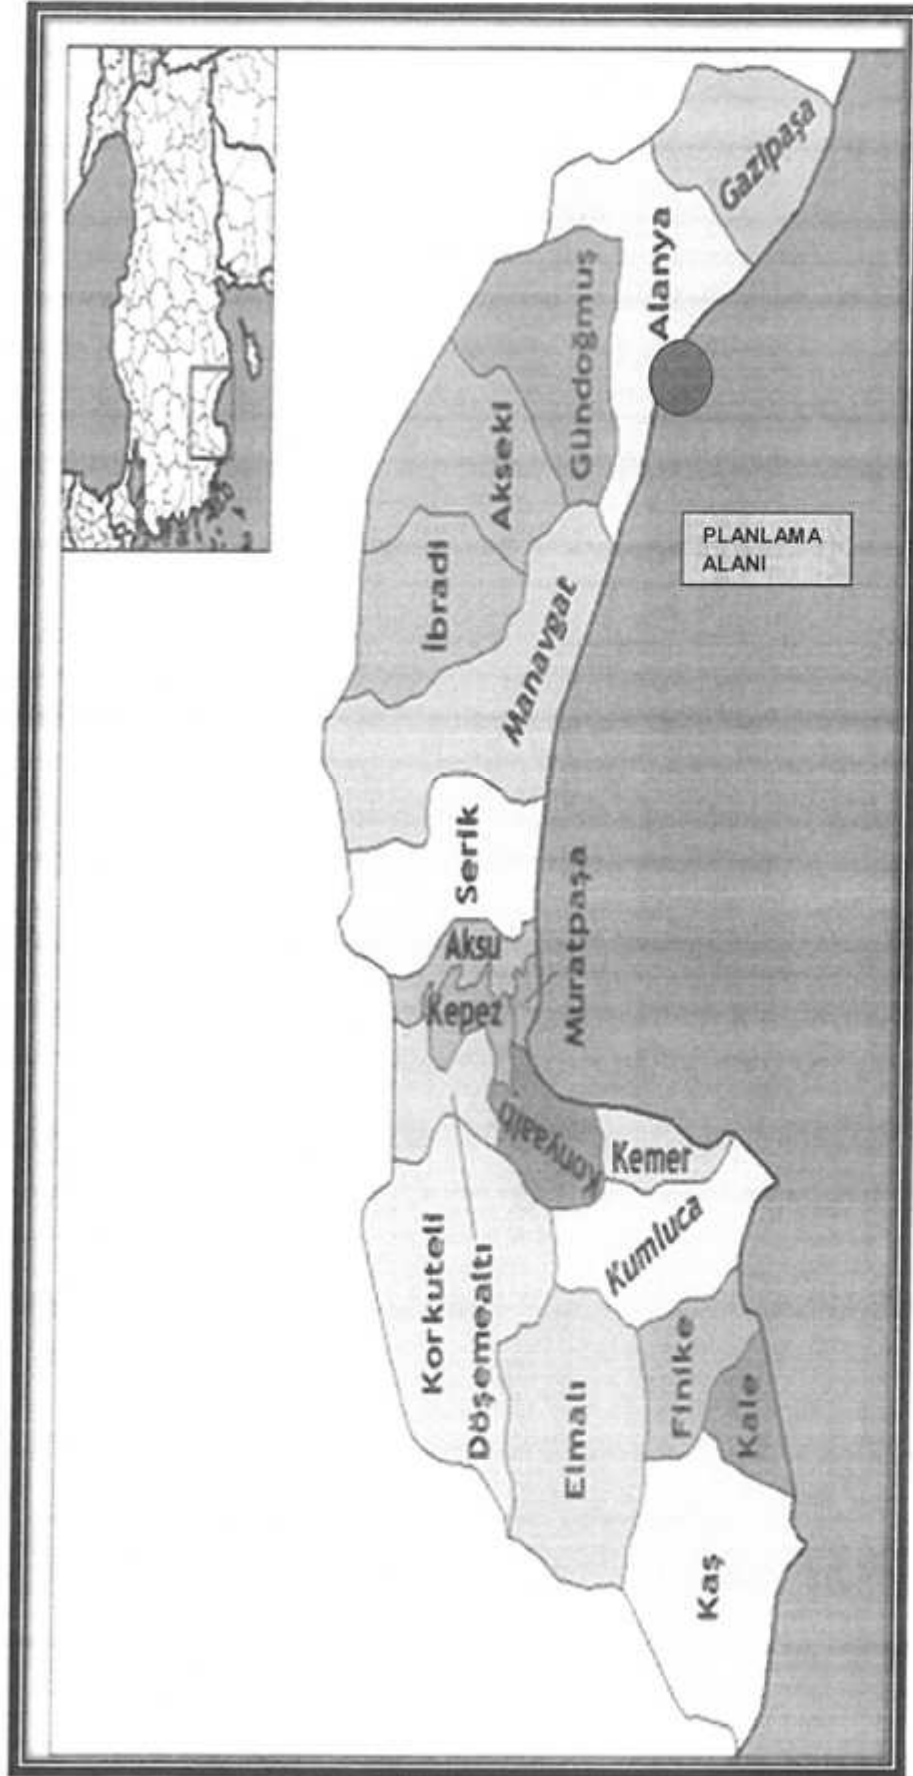 Gazipaşa
Alanya
Gündoğmuş
Akseki
İbradi
Manavgat
Serik
Aksu
Kepez
Muratpaşa
Konyaaltı
Kemer
Kumluca
Korkuteli
Döşemealtı
Elmalı
Finike
Kale
Kaş
PLANLAMA
ALANI